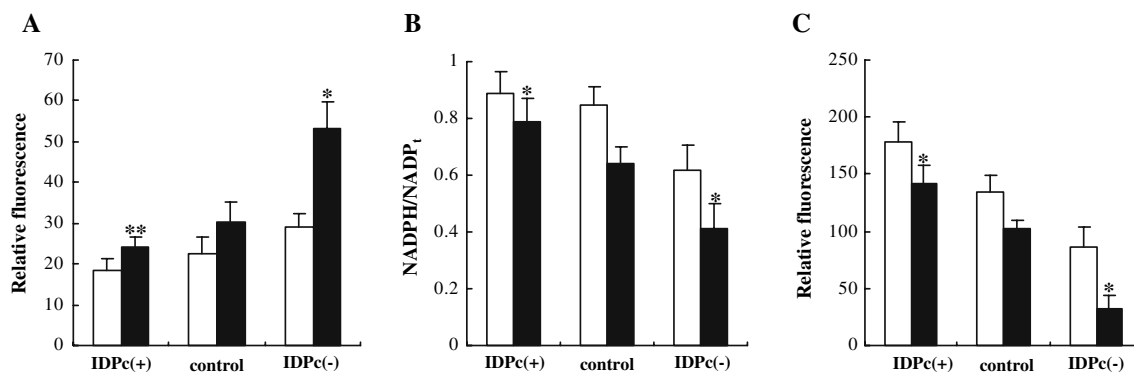 A
Relative fluorescence
70
60
50
40
30
20
10
0
**
*
IDPc(+) control IDPc(-)
B
NADPH/NADPt
1
0.8
0.6
0.4
0.2
0
*
*
IDPc(+) control IDPc(-)
C
Relative fluorescence
250
200
150
100
50
0
*
*
IDPc(+) control IDPc(-)